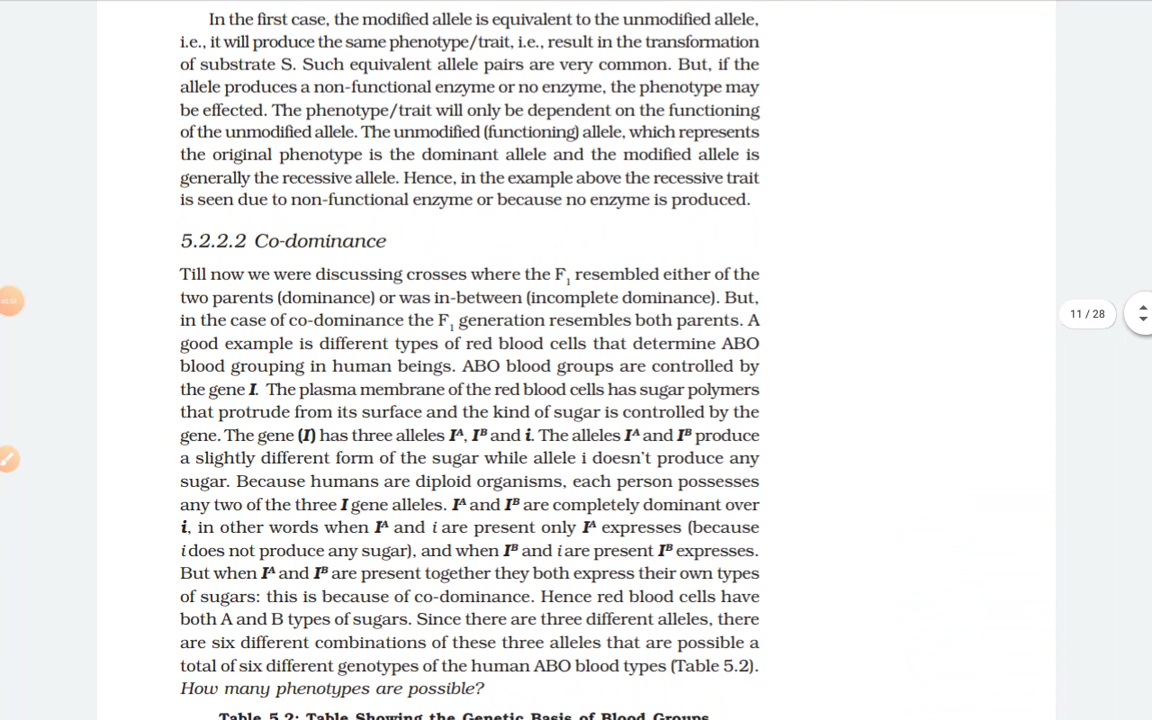 In the first case, the modified allele is equivalent to the unmodified allele,
i.e., it will produce the same phenotype/trait, i.e., result in the transformation
of substrate S. Such equivalent allele pairs are very common. But, if the
allele produces a non-functional enzyme or no enzyme, the phenotype may
be effected. The phenotype/trait will only be dependent on the functioning
of the unmodified allele. The unmodified (functioning) allele, which represents
the original phenotype is the dominant allele and the modified allele is
generally the recessive allele. Hence, in the example above the recessive trait
is seen due to non-functional enzyme or because no enzyme is produced.
5.2.2.2 Co-dominance
Till now we were discussing crosses where the F₁ resembled either of the
two parents (dominance) or was in-between (incomplete dominance). But,
in the case of co-dominance the F₁ generation resembles both parents. A
good example is different types of red blood cells that determine ABO
blood grouping in human beings. ABO blood groups are controlled by
the gene I. The plasma membrane of the red blood cells has sugar polymers
that protrude from its surface and the kind of sugar is controlled by the
gene. The gene (I) has three alleles Iᴬ, Iᴮ and i. The alleles Iᴬ and Iᴮ produce
a slightly different form of the sugar while allele i doesn't produce any
sugar. Because humans are diploid organisms, each person possesses
any two of the three I gene alleles. Iᴬ and Iᴮ are completely dominant over
i, in other words when Iᴬ and i are present only Iᴬ expresses (because
i does not produce any sugar), and when Iᴮ and i are present Iᴮ expresses.
But when Iᴬ and Iᴮ are present together they both express their own types
of sugars: this is because of co-dominance. Hence red blood cells have
both A and B types of sugars. Since there are three different alleles, there
are six different combinations of these three alleles that are possible a
total of six different genotypes of the human ABO blood types (Table 5.2).
How many phenotypes are possible?
Table 5.2: Table Showing the Genetic Basis of Blood Groups
11 / 28